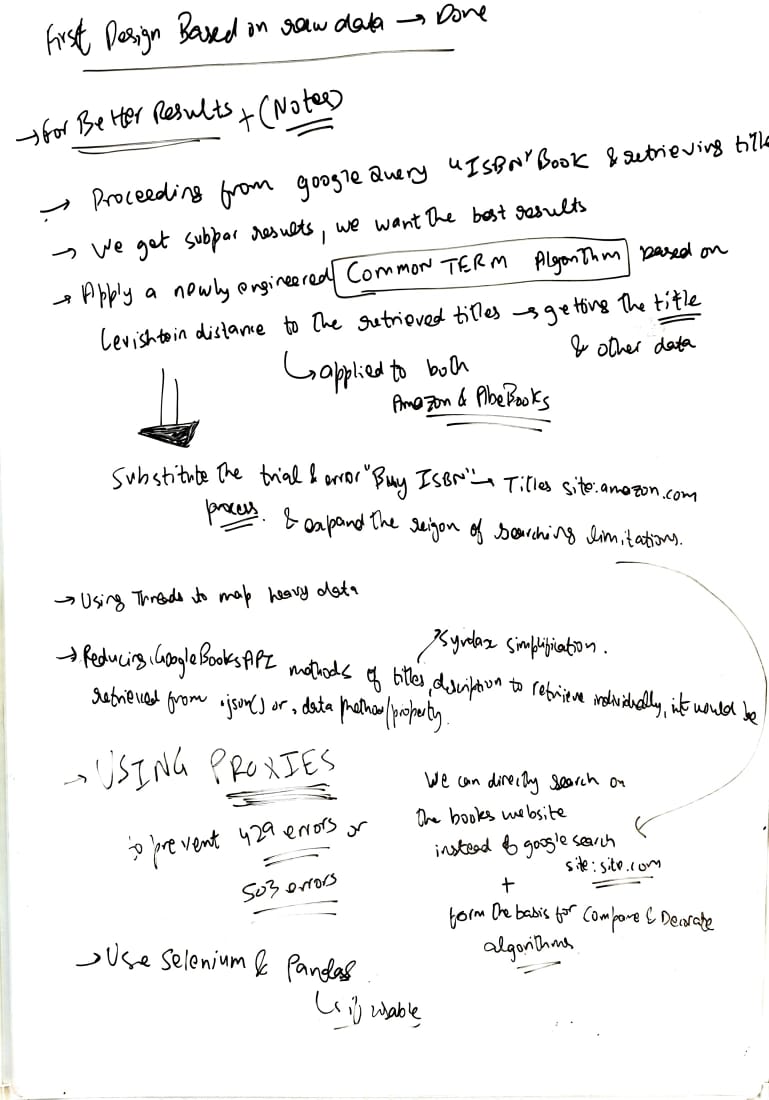 First Design Based on raw data → Done
→ for Better Results + (Notes)
→ Proceeding from google Query "ISBN" Book & retrieving title
→ We get subpar results, we want the best results
→ Apply a newly engineered Common TERM Algorithm based on
Levishtein distance to the retrieved titles → getting the title
& other data
↳ applied to both
Amazon & AbeBooks
Substitute the trial & error "Buy ISBN" → Titles site:amazon.com
process. & expand the reigon of searching limitations.
→ Using Threads to map heavy data
↗ Syntax simplification.
→ Reducing GoogleBooksAPI methods of titles, description to retrieve individually, it would be
retrieved from .json() or .data method/property.
→ USING PROXIES
to prevent 429 errors or
503 errors
We can directly search on
the books website
instead of google search
site:site.com
+
form the basis for Compare & Decorate
algorithms
→ Use Selenium & Pandas
↳ if usable